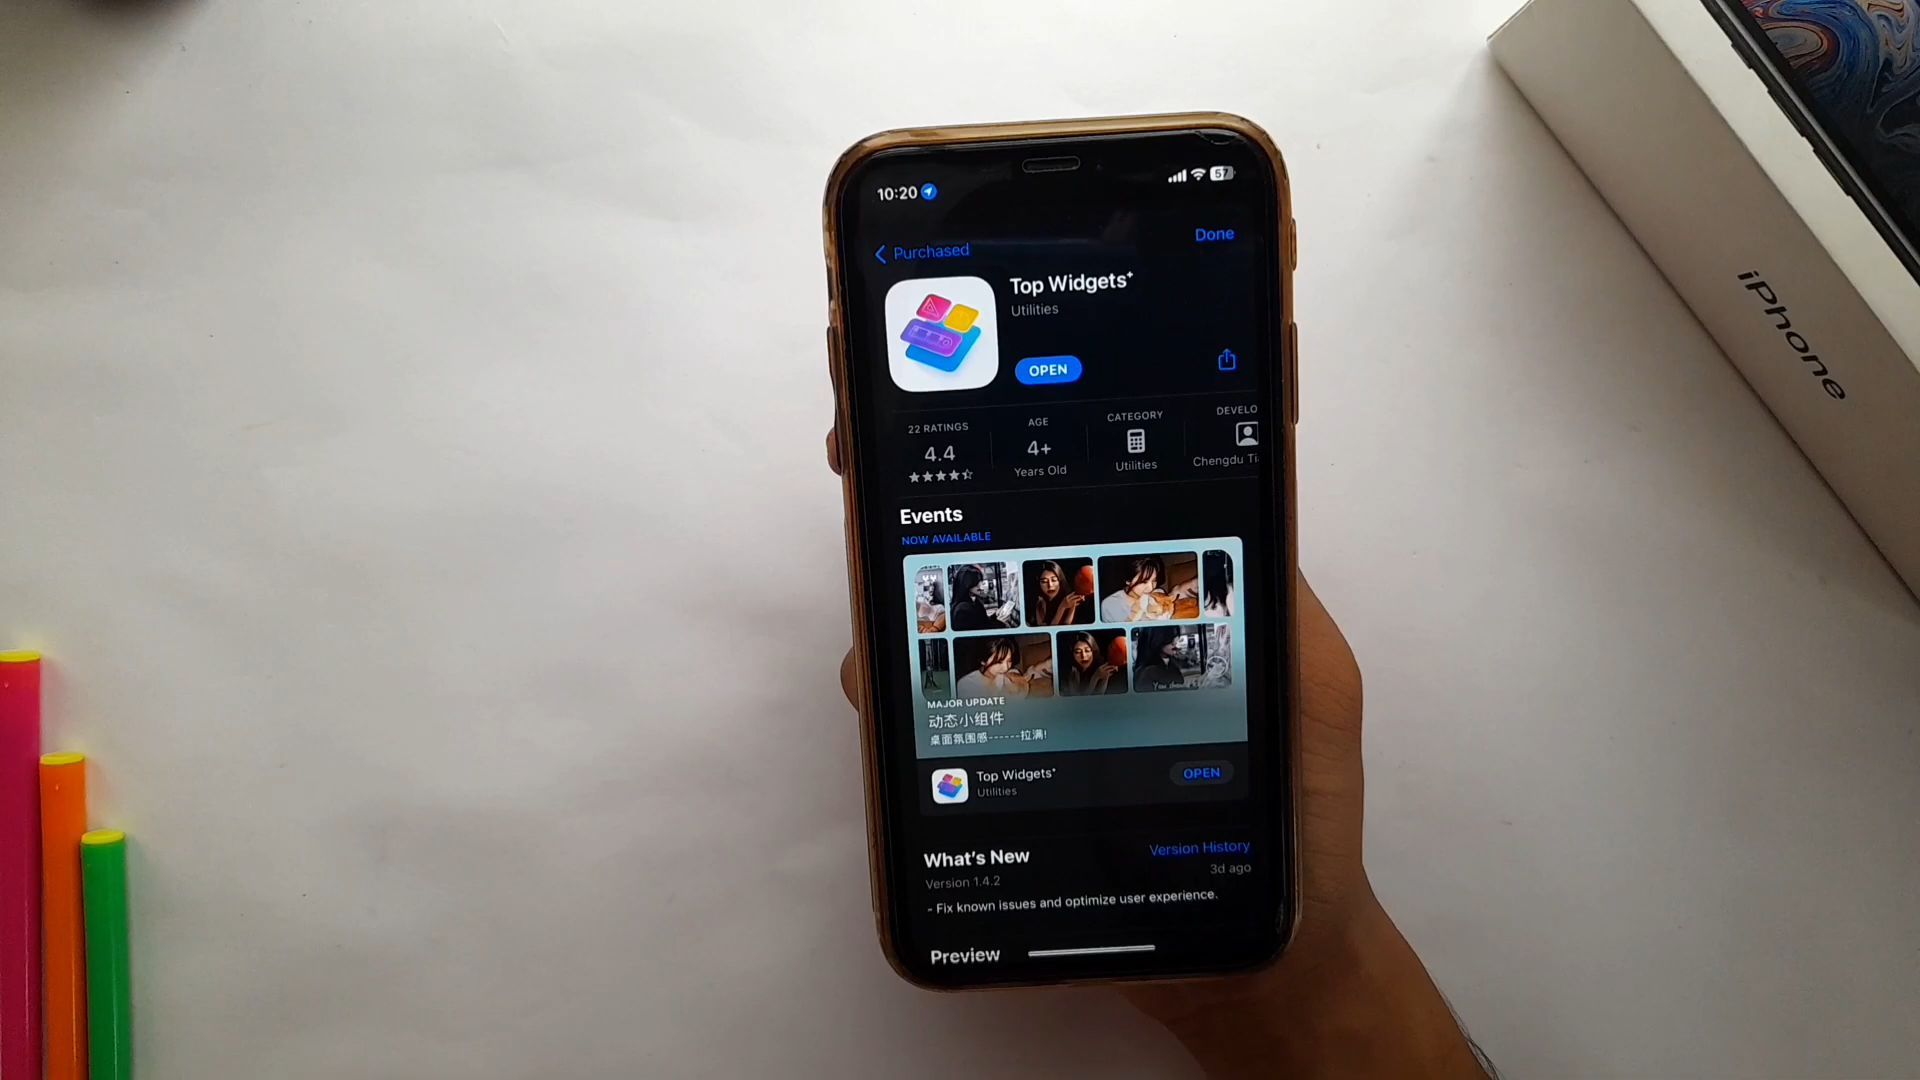 10:20
57
Purchased
Done
Top Widgets⁺
Utilities
OPEN
22 RATINGS
4.4
AGE
4+
Years Old
CATEGORY
Utilities
DEVELO
Chengdu Ti
Events
NOW AVAILABLE
MAJOR UPDATE
动态小组件
桌面氛围感------拉满!
Top Widgets⁺
Utilities
OPEN
What's New
Version History
Version 1.4.2
3d ago
- Fix known issues and optimize user experience.
Preview
iPhone